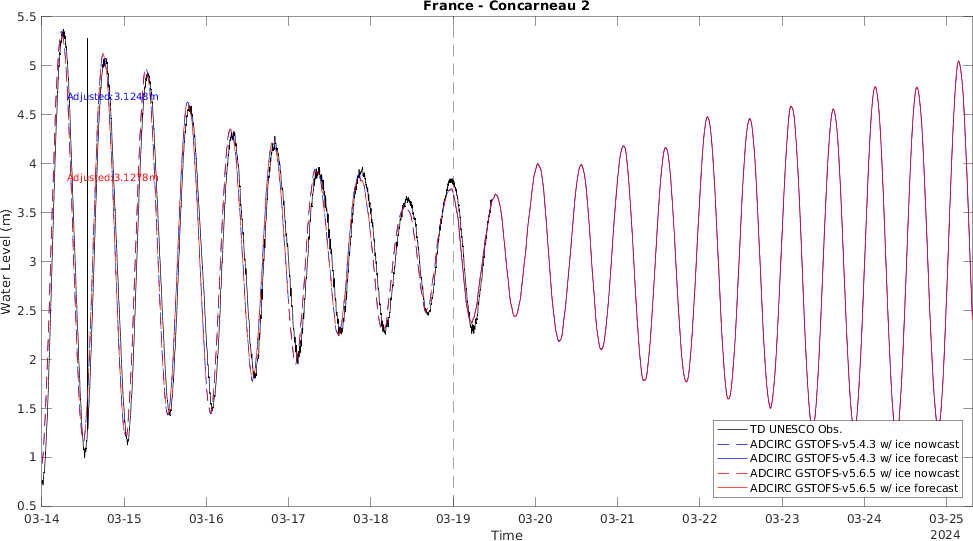 France - Concarneau 2
5.5
5
4.5
4
3.5
3
2.5
2
1.5
1
0.5
Water Level (m)
Adjusted:3.1248m
Adjusted:3.1278m
TD UNESCO Obs.
ADCIRC GSTOFS-v5.4.3 w/ ice nowcast
ADCIRC GSTOFS-v5.4.3 w/ ice forecast
ADCIRC GSTOFS-v5.6.5 w/ ice nowcast
ADCIRC GSTOFS-v5.6.5 w/ ice forecast
03-14 03-15 03-16 03-17 03-18 03-19 03-20 03-21 03-22 03-23 03-24 03-25
Time
2024